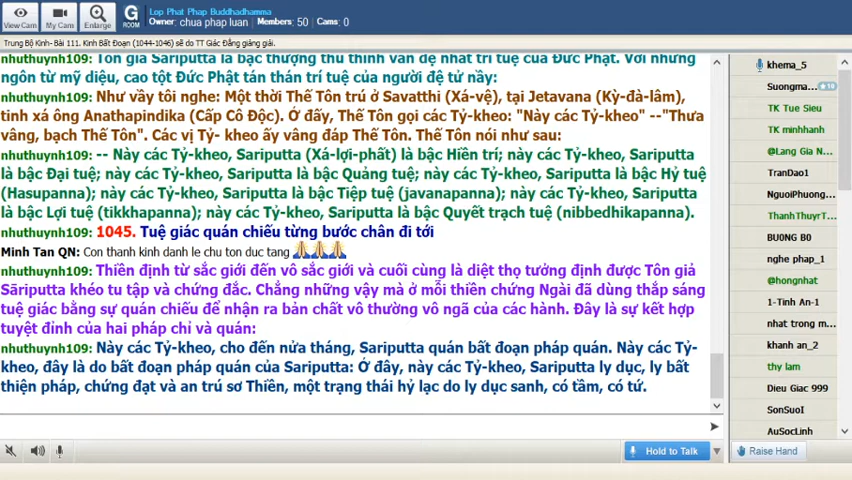 View Cam
My Cams
Enlarge
G
ROOM
Lop Phat Phap Buddhadhamma
Owner: chua phap luan Members: 50 Cams: 0
Trung Bộ Kinh- Bài 111. Kinh Bất Đoạn (1044-1046) sẽ do TT Giác Đẳng giảng giải.
Tôn giả Sariputta là bậc thượng thủ thinh văn đệ nhất trí tuệ của Đức Phật. Với những
ngôn từ mỹ diệu, cao tột Đức Phật tán thán trí tuệ của người đệ tử nầy:
nhuthuynh109: Như vầy tôi nghe: Một thời Thế Tôn trú ở Savatthi (Xá-vệ), tại Jetavana (Kỳ-đà-lâm),
tinh xá ông Anathapindika (Cấp Cô Độc). Ở đấy, Thế Tôn gọi các Tỷ-kheo: "Này các Tỷ-kheo" --"Thưa
vâng, bạch Thế Tôn". Các vị Tỷ- kheo ấy vâng đáp Thế Tôn. Thế Tôn nói như sau:
nhuthuynh109: -- Này các Tỷ-kheo, Sariputta (Xá-lợi-phất) là bậc Hiền trí; này các Tỷ-kheo, Sariputta
là bậc Đại tuệ; này các Tỷ-kheo, Sariputta là bậc Quảng tuệ; này các Tỷ-kheo, Sariputta là bậc Hỷ tuệ
(Hasupanna); này các Tỷ-kheo, Sariputta là bậc Tiệp tuệ (javanapanna); này các Tỷ-kheo, Sariputta
là bậc Lợi tuệ (tikkhapanna); này các Tỷ-kheo, Sariputta là bậc Quyết trạch tuệ (nibbedhikapanna).
nhuthuynh109: 1045. Tuệ giác quán chiếu từng bước chân đi tới
Minh Tan QN: Con thanh kinh danh le chu ton duc tang
nhuthuynh109: Thiền định từ sắc giới đến vô sắc giới và cuối cùng là diệt thọ tưởng định được Tôn giả
Sāriputta khéo tu tập và chứng đắc. Chẳng những vậy mà ở mỗi thiền chứng Ngài đã dùng thắp sáng
tuệ giác bằng sự quán chiếu để nhận ra bản chất vô thường vô ngã của các hành. Đây là sự kết hợp
tuyệt đỉnh của hai pháp chỉ và quán:
nhuthuynh109: Này các Tỷ-kheo, cho đến nửa tháng, Sariputta quán bất đoạn pháp quán. Này các Tỷ-
kheo, đây là do bất đoạn pháp quán của Sariputta: Ở đây, này các Tỷ-kheo, Sariputta ly dục, ly bất
thiện pháp, chứng đạt và an trú sơ Thiền, một trạng thái hỷ lạc do ly dục sanh, có tầm, có tứ.
khema_5
Suongma...
10
TK Tue Sieu
TK minhhanh
@Lang Gia N...
TranDao1
NguoiPhuong...
ThanhThuyrT...
BU0NG B0
nghe phap_1
@hongnhat
1-Tinh An-1
nhat trong m...
khanh an_2
thy lam
Dieu Giac 999
SonSuoI
AuSocLinh
Hold to Talk
Raise Hand